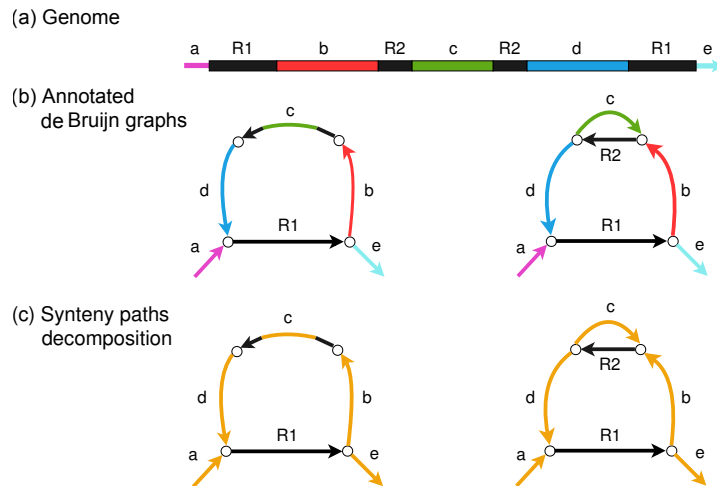 (a) Genome
a R1 b R2 c R2 d R1 e
(b) Annotated
de Bruijn graphs
c c
R2
d b d b
R1 R1
a e a e
(c) Synteny paths
decomposition
c c
R2
d b d b
R1 R1
a e a e